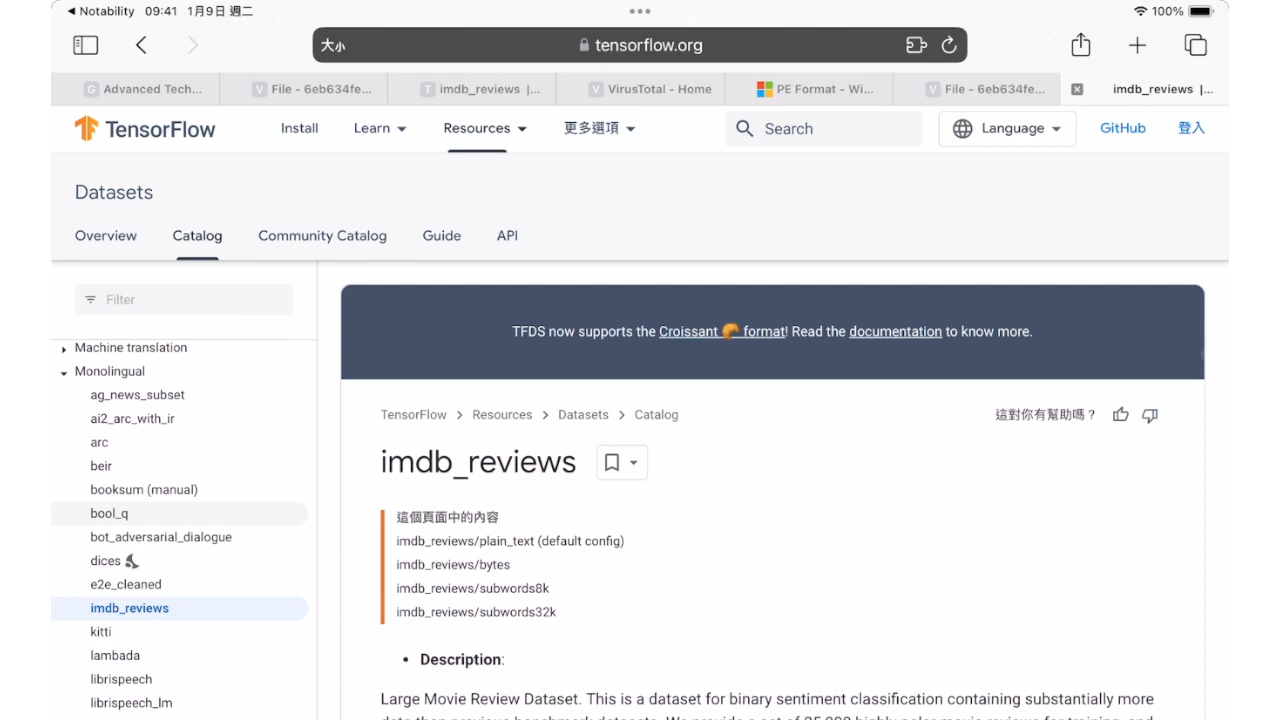 ◀ Notability 09:41 1月9日 週二
100%
大小
tensorflow.org
Advanced Tech...
File - 6eb634fe...
imdb_reviews |...
VirusTotal - Home
PE Format - Wi...
File - 6eb634fe...
imdb_reviews |...
TensorFlow
Install
Learn
Resources
更多選項
Search
Language
GitHub
登入
Datasets
Overview
Catalog
Community Catalog
Guide
API
Filter
Machine translation
Monolingual
ag_news_subset
ai2_arc_with_ir
arc
beir
booksum (manual)
bool_q
bot_adversarial_dialogue
dices
e2e_cleaned
imdb_reviews
kitti
lambada
librispeech
librispeech_lm
TFDS now supports the Croissant 🥐 format! Read the documentation to know more.
TensorFlow > Resources > Datasets > Catalog
這對你有幫助嗎？
imdb_reviews
這個頁面中的內容
imdb_reviews/plain_text (default config)
imdb_reviews/bytes
imdb_reviews/subwords8k
imdb_reviews/subwords32k
• Description:
Large Movie Review Dataset. This is a dataset for binary sentiment classification containing substantially more